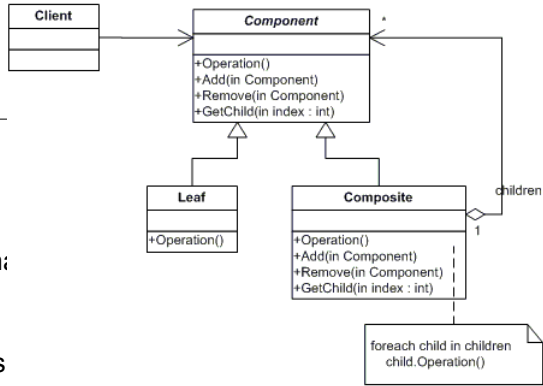 Client
Component
*
+Operation()
+Add(in Component)
+Remove(in Component)
+GetChild(in index : int)
Leaf
+Operation()
Composite
children
1
+Operation()
+Add(in Component)
+Remove(in Component)
+GetChild(in index : int)
foreach child in children
child.Operation()
s